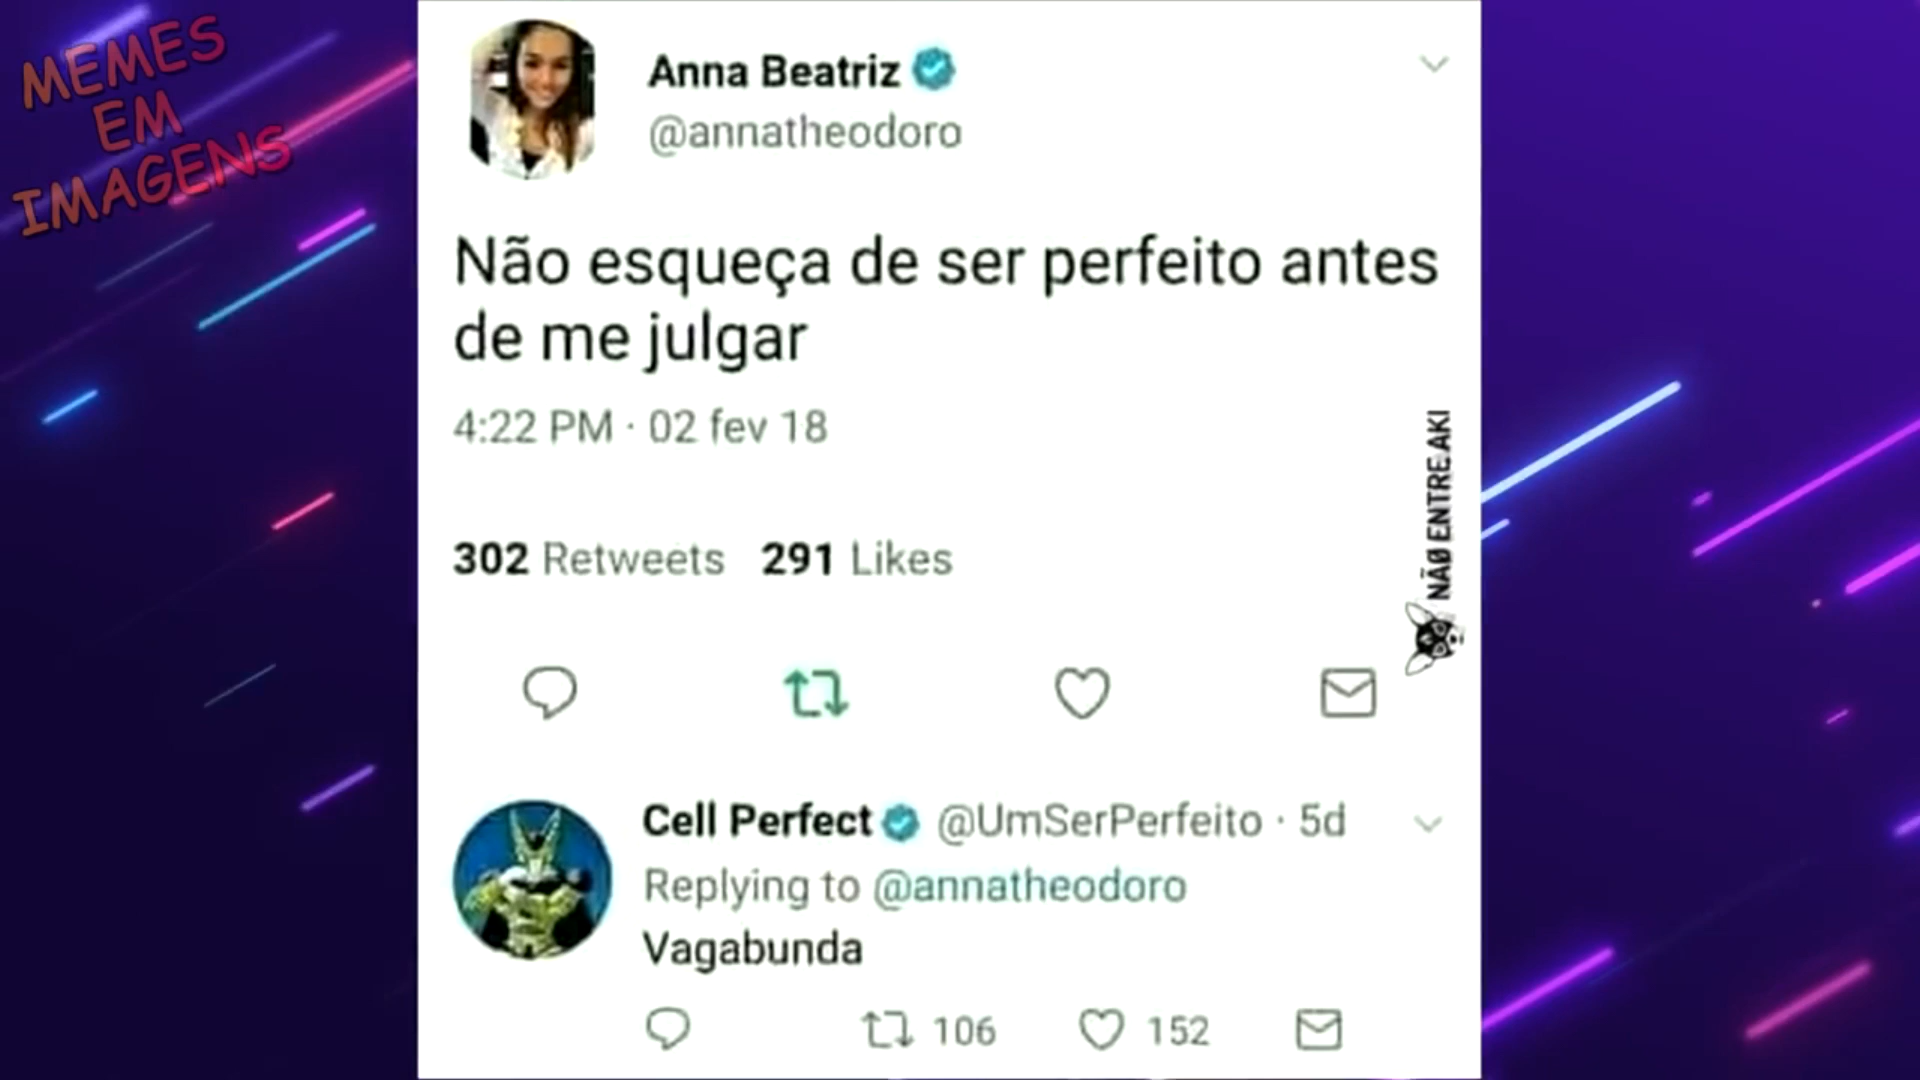 MEMES
EM
IMAGENS
Anna Beatriz
@annatheodoro
Não esqueça de ser perfeito antes
de me julgar
4:22 PM · 02 fev 18
302 Retweets 291 Likes
NÃO ENTRE AKI
Cell Perfect @UmSerPerfeito · 5d
Replying to @annatheodoro
Vagabunda
106 152